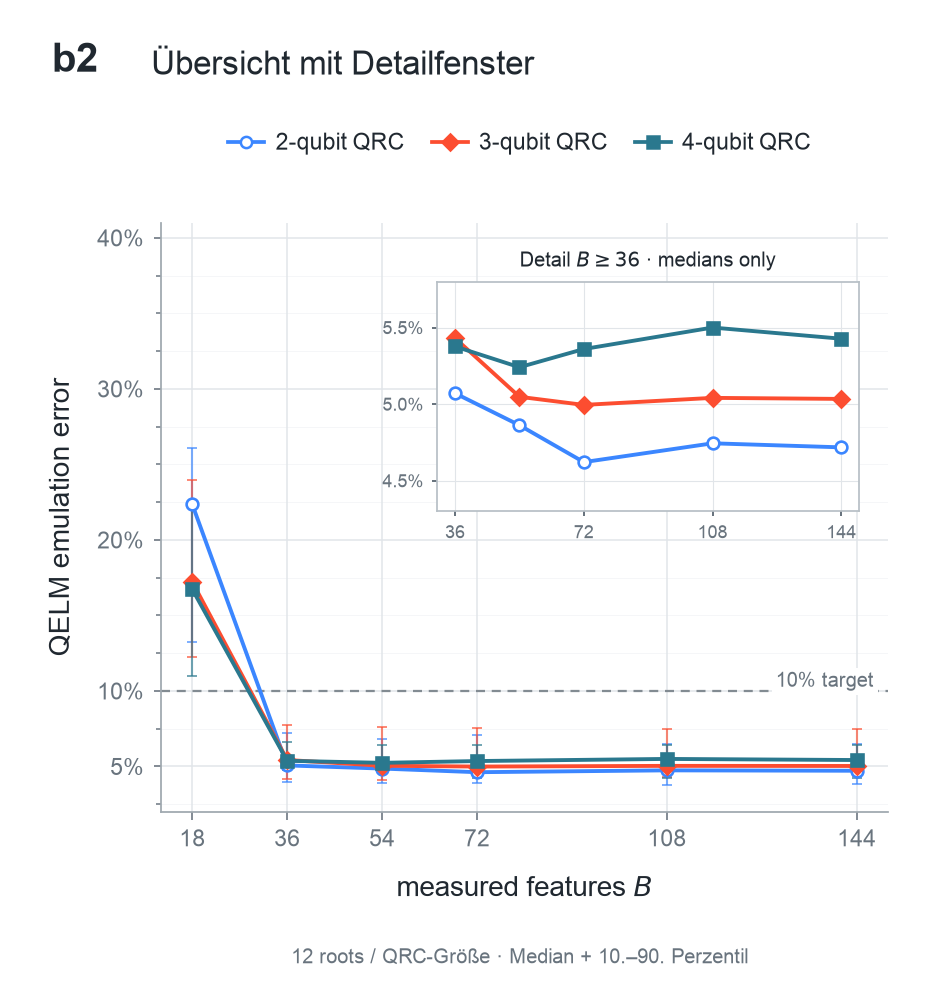 b2 Übersicht mit Detailfenster
2-qubit QRC 3-qubit QRC 4-qubit QRC
40%
30%
20%
10%
5%
QELM emulation error
Detail B ≥ 36 · medians only
5.5%
5.0%
4.5%
36 72 108 144
10% target
18 36 54 72 108 144
measured features B
12 roots / QRC-Größe · Median + 10.–90. Perzentil